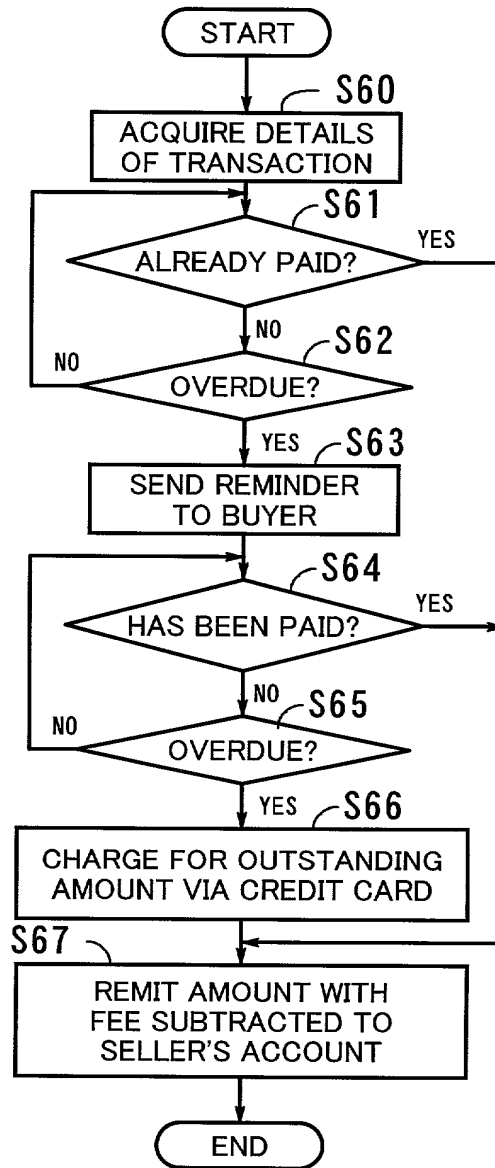 START
S60
ACQUIRE DETAILS
OF TRANSACTION
S61
ALREADY PAID?
YES
NO
S62
OVERDUE?
NO
YES
S63
SEND REMINDER
TO BUYER
S64
HAS BEEN PAID?
YES
NO
S65
OVERDUE?
NO
YES
S66
CHARGE FOR OUTSTANDING
AMOUNT VIA CREDIT CARD
S67
REMIT AMOUNT WITH
FEE SUBTRACTED TO
SELLER'S ACCOUNT
END